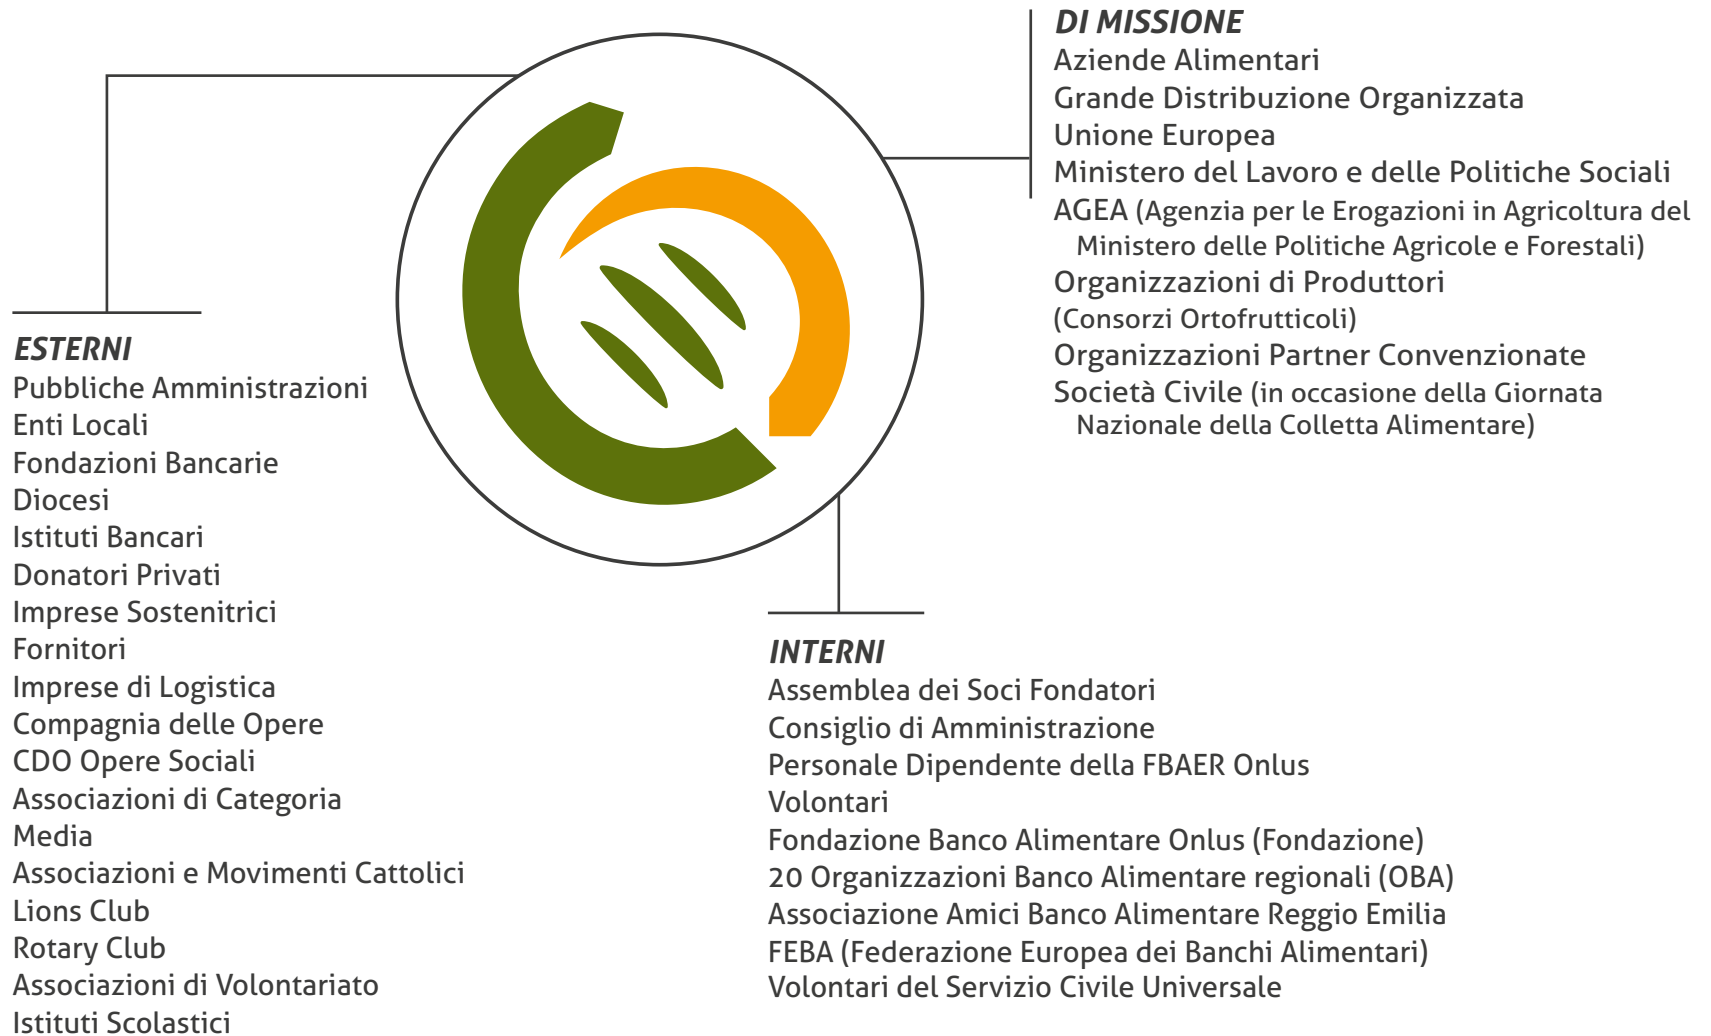 DI MISSIONE
Aziende Alimentari
Grande Distribuzione Organizzata
Unione Europea
Ministero del Lavoro e delle Politiche Sociali
AGEA (Agenzia per le Erogazioni in Agricoltura del
Ministero delle Politiche Agricole e Forestali)
Organizzazioni di Produttori
(Consorzi Ortofrutticoli)
Organizzazioni Partner Convenzionate
Società Civile (in occasione della Giornata
Nazionale della Colletta Alimentare)
ESTERNI
Pubbliche Amministrazioni
Enti Locali
Fondazioni Bancarie
Diocesi
Istituti Bancari
Donatori Privati
Imprese Sostenitrici
Fornitori
Imprese di Logistica
Compagnia delle Opere
CDO Opere Sociali
Associazioni di Categoria
Media
Associazioni e Movimenti Cattolici
Lions Club
Rotary Club
Associazioni di Volontariato
Istituti Scolastici
INTERNI
Assemblea dei Soci Fondatori
Consiglio di Amministrazione
Personale Dipendente della FBAER Onlus
Volontari
Fondazione Banco Alimentare Onlus (Fondazione)
20 Organizzazioni Banco Alimentare regionali (OBA)
Associazione Amici Banco Alimentare Reggio Emilia
FEBA (Federazione Europea dei Banchi Alimentari)
Volontari del Servizio Civile Universale